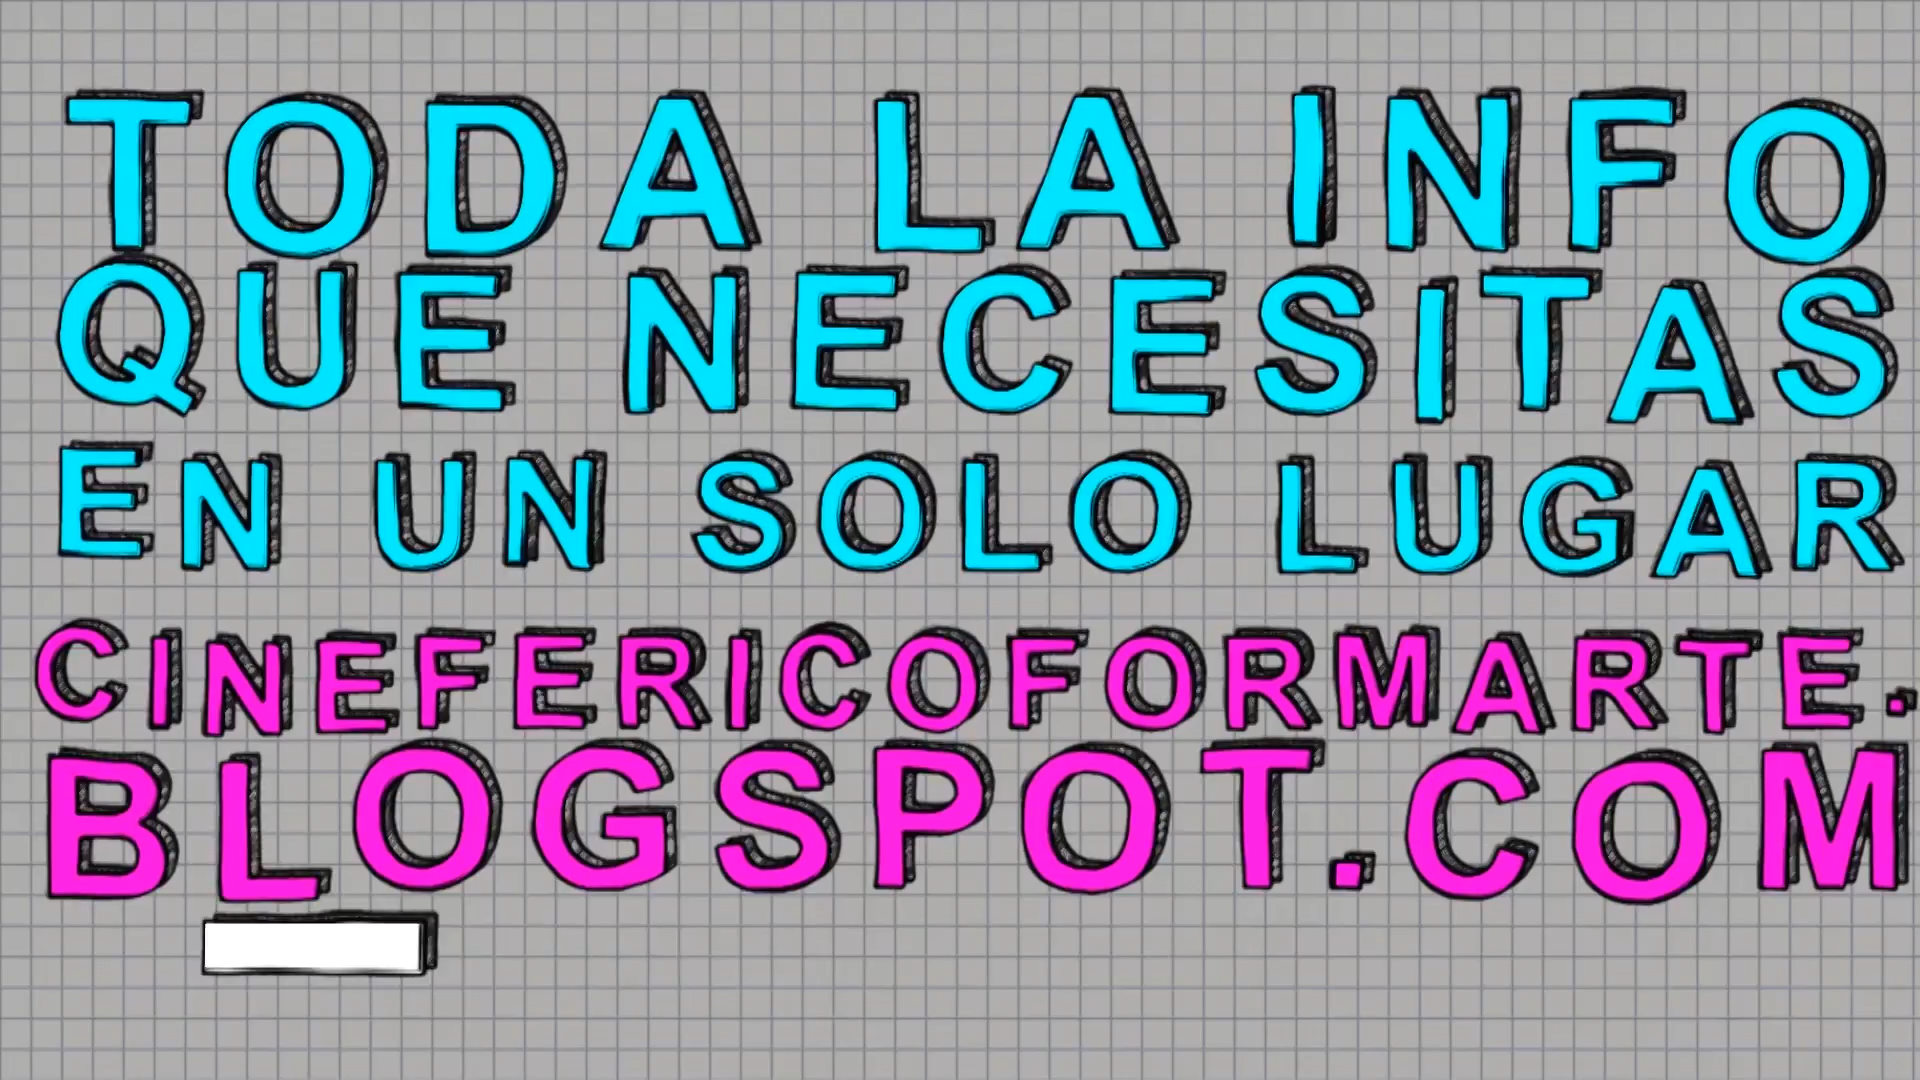 TODA LA INFO
QUE NECESITAS
EN UN SOLO LUGAR
CINEFERICOFORMARTE.
BLOGSPOT.COM